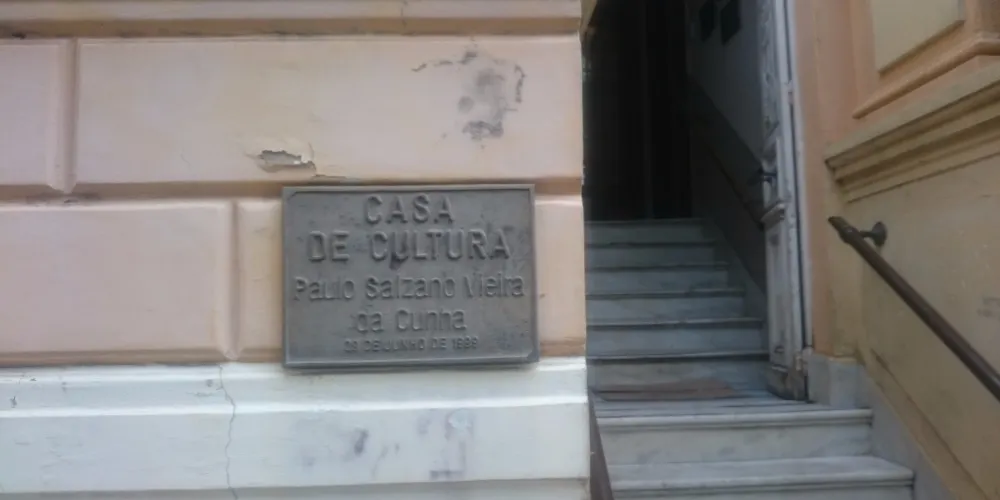 CASA
DE CULTURA
Paulo Salzano Vieira
da Cunha
DE JUNHO DE